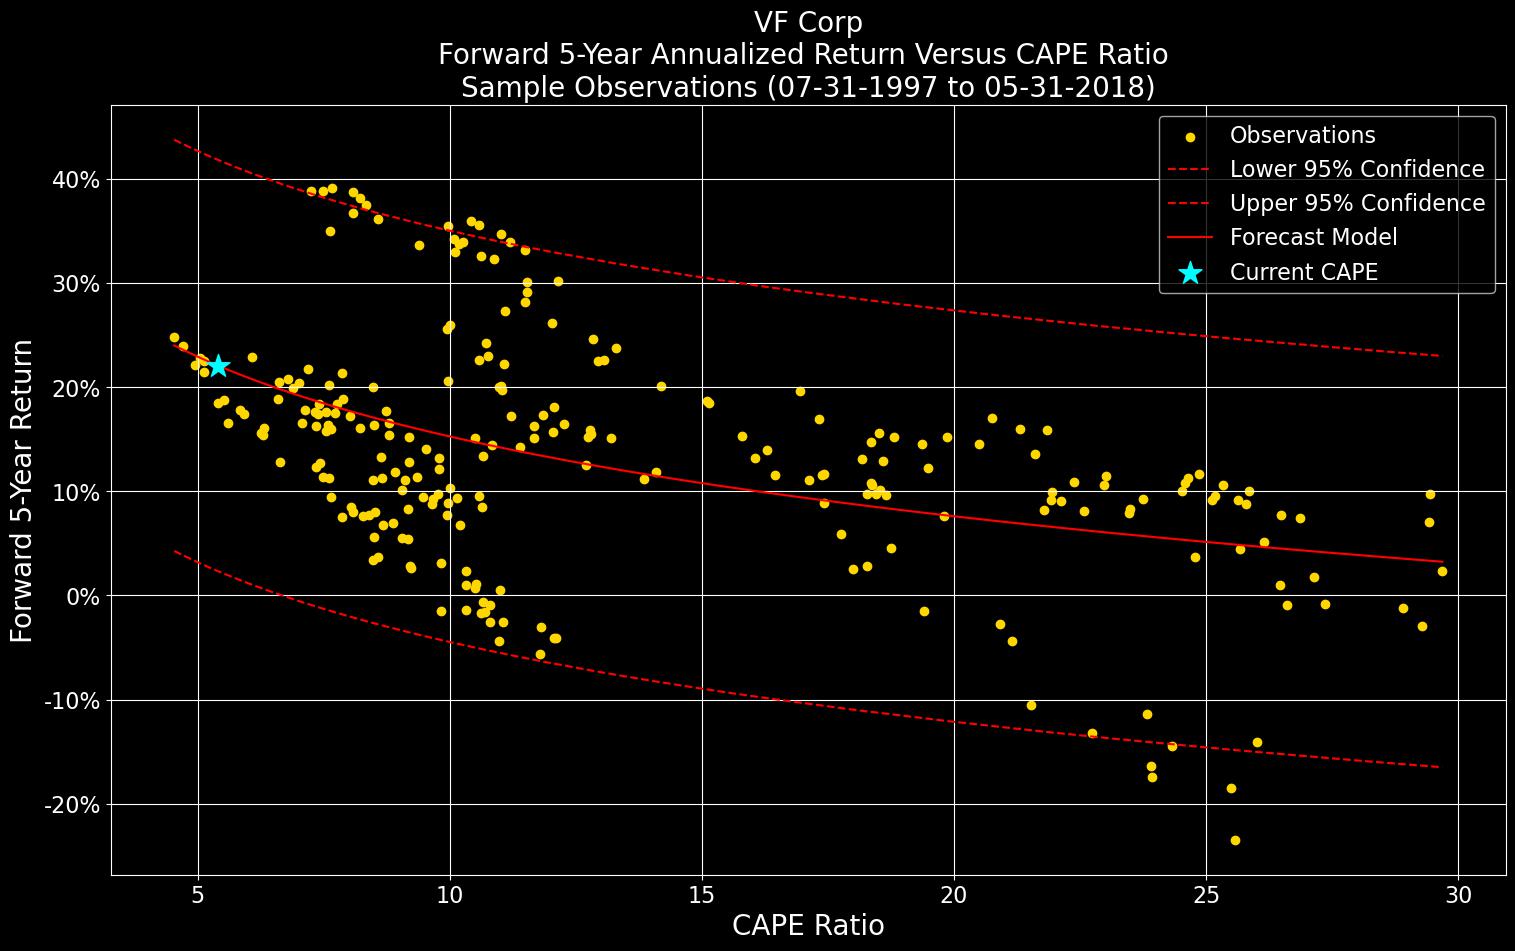 VF Corp
Forward 5-Year Annualized Return Versus CAPE Ratio
Sample Observations (07-31-1997 to 05-31-2018)
Observations
Lower 95% Confidence
Upper 95% Confidence
Forecast Model
Current CAPE
Forward 5-Year Return
40%
30%
20%
10%
0%
-10%
-20%
5 10 15 20 25 30
CAPE Ratio